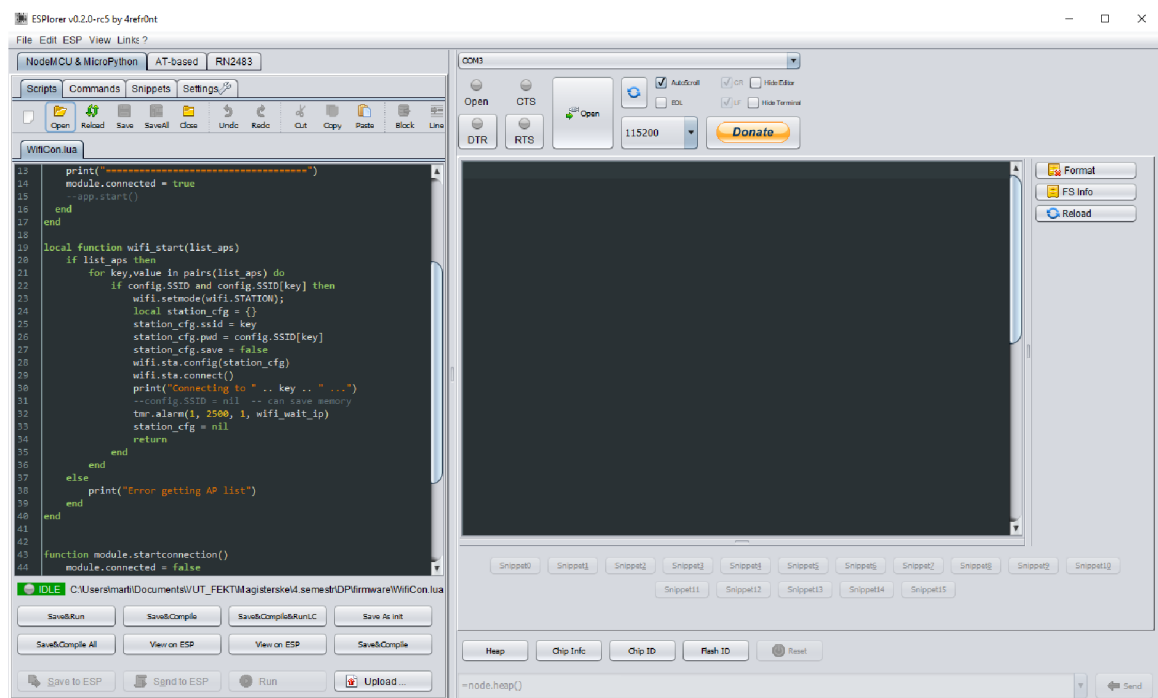 ESPlorer v0.2.0-rc5 by 4refr0nt
File Edit ESP View Links ?
NodeMCU & MicroPython AT-based RN2483
Scripts Commands Snippets Settings
Open Reload Save SaveAll Close Undo Redo Cut Copy Paste Block Line
WifiCon.lua
13 print("====================================")
14 module.connected = true
15 --app.start()
16 end
17 end
18
19 local function wifi_start(list_aps)
20 if list_aps then
21 for key,value in pairs(list_aps) do
22 if config.SSID and config.SSID[key] then
23 wifi.setmode(wifi.STATION);
24 local station_cfg = {}
25 station_cfg.ssid = key
26 station_cfg.pwd = config.SSID[key]
27 station_cfg.save = false
28 wifi.sta.config(station_cfg)
29 wifi.sta.connect()
30 print("Connecting to " .. key .. " ...")
31 --config.SSID = nil -- can save memory
32 tmr.alarm(1, 2500, 1, wifi_wait_ip)
33 station_cfg = nil
34 return
35 end
36 end
37 else
38 print("Error getting AP list")
39 end
40 end
41
42
43 function module.startconnection()
44 module.connected = false
IDLE C:\Users\marti\Documents\VUT_FEKT\Magisterske\4.semestr\DP\firmware\WifiCon.lua
Save&Run Save&Compile Save&Compile&RunLC Save As init
Save&Compile All View on ESP View on ESP Save&Compile
Save to ESP Send to ESP Run Upload ...
COM3
Open CTS
DTR RTS
Open
AutoScroll CR Hide Editor
EOL LF Hide Terminal
115200
Donate
Format
FS Info
Reload
Snippet0 Snippet1 Snippet2 Snippet3 Snippet4 Snippet5 Snippet6 Snippet7 Snippet8 Snippet9 Snippet10
Snippet11 Snippet12 Snippet13 Snippet14 Snippet15
Heap Chip Info Chip ID Flash ID Reset
=node.heap() Send